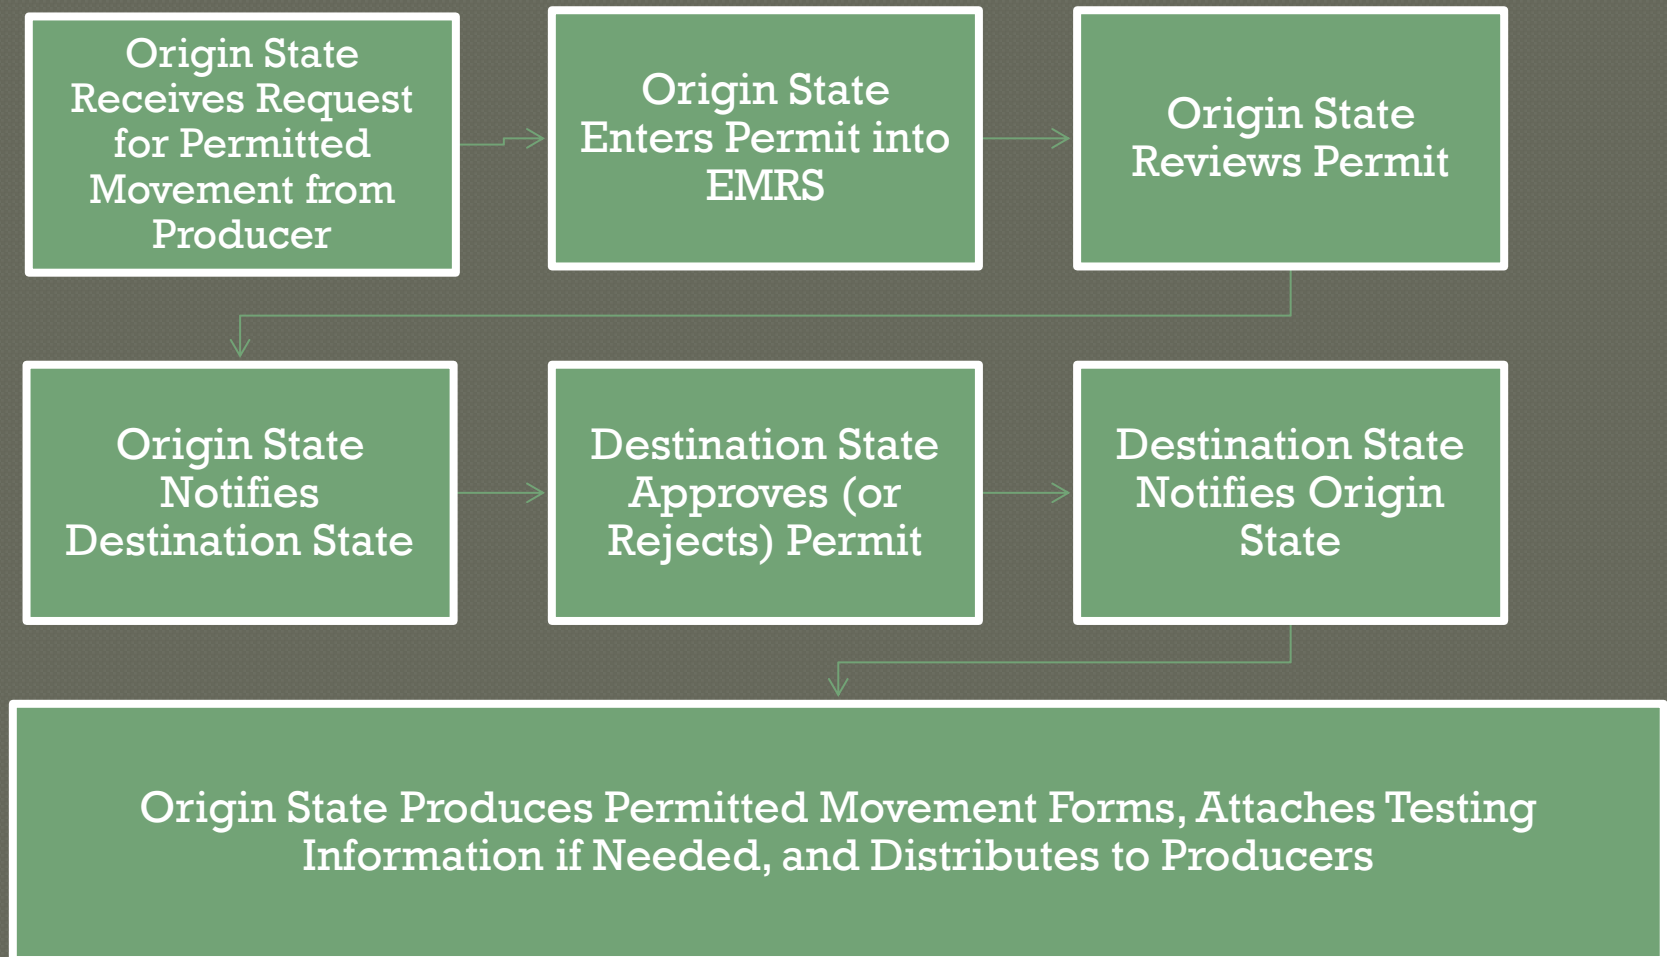 Origin State
Receives Request
for Permitted
Movement from
Producer
Origin State
Enters Permit into
EMRS
Origin State
Reviews Permit
Origin State
Notifies
Destination State
Destination State
Approves (or
Rejects) Permit
Destination State
Notifies Origin
State
Origin State Produces Permitted Movement Forms, Attaches Testing
Information if Needed, and Distributes to Producers